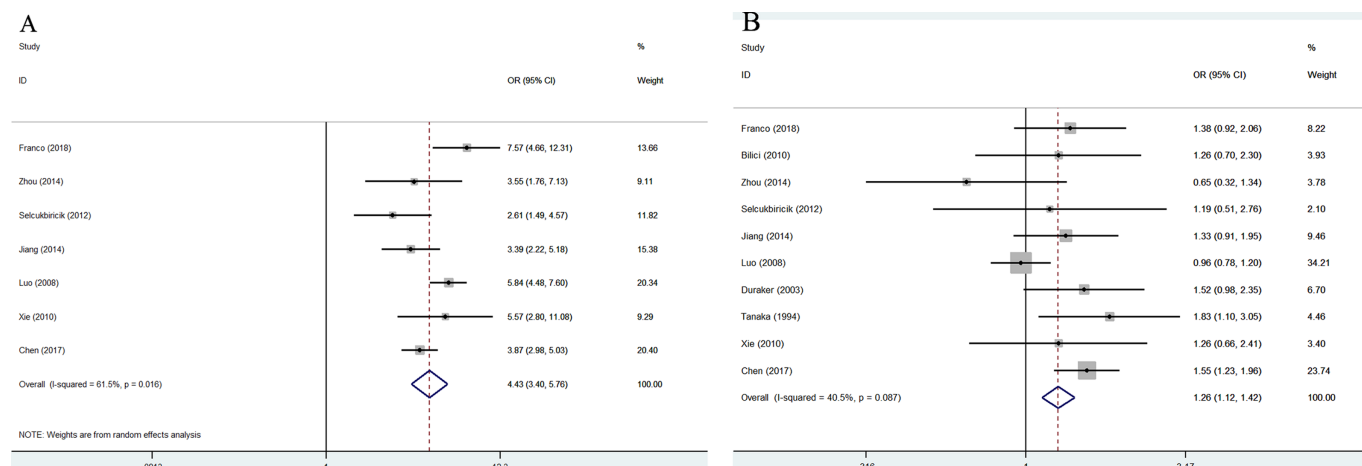 A
Study %
ID OR (95% CI) Weight
Franco (2018) 7.57 (4.66, 12.31) 13.66
Zhou (2014) 3.55 (1.76, 7.13) 9.11
Selcukbiricik (2012) 2.61 (1.49, 4.57) 11.82
Jiang (2014) 3.39 (2.22, 5.18) 15.38
Luo (2008) 5.84 (4.48, 7.60) 20.34
Xie (2010) 5.57 (2.80, 11.08) 9.29
Chen (2017) 3.87 (2.98, 5.03) 20.40
Overall (I-squared = 61.5%, p = 0.016) 4.43 (3.40, 5.76) 100.00
NOTE: Weights are from random effects analysis
B
Study %
ID OR (95% CI) Weight
Franco (2018) 1.38 (0.92, 2.06) 8.22
Bilici (2010) 1.26 (0.70, 2.30) 3.93
Zhou (2014) 0.65 (0.32, 1.34) 3.78
Selcukbiricik (2012) 1.19 (0.51, 2.76) 2.10
Jiang (2014) 1.33 (0.91, 1.95) 9.46
Luo (2008) 0.96 (0.78, 1.20) 34.21
Duraker (2003) 1.52 (0.98, 2.35) 6.70
Tanaka (1994) 1.83 (1.10, 3.05) 4.46
Xie (2010) 1.26 (0.66, 2.41) 3.40
Chen (2017) 1.55 (1.23, 1.96) 23.74
Overall (I-squared = 40.5%, p = 0.087) 1.26 (1.12, 1.42) 100.00